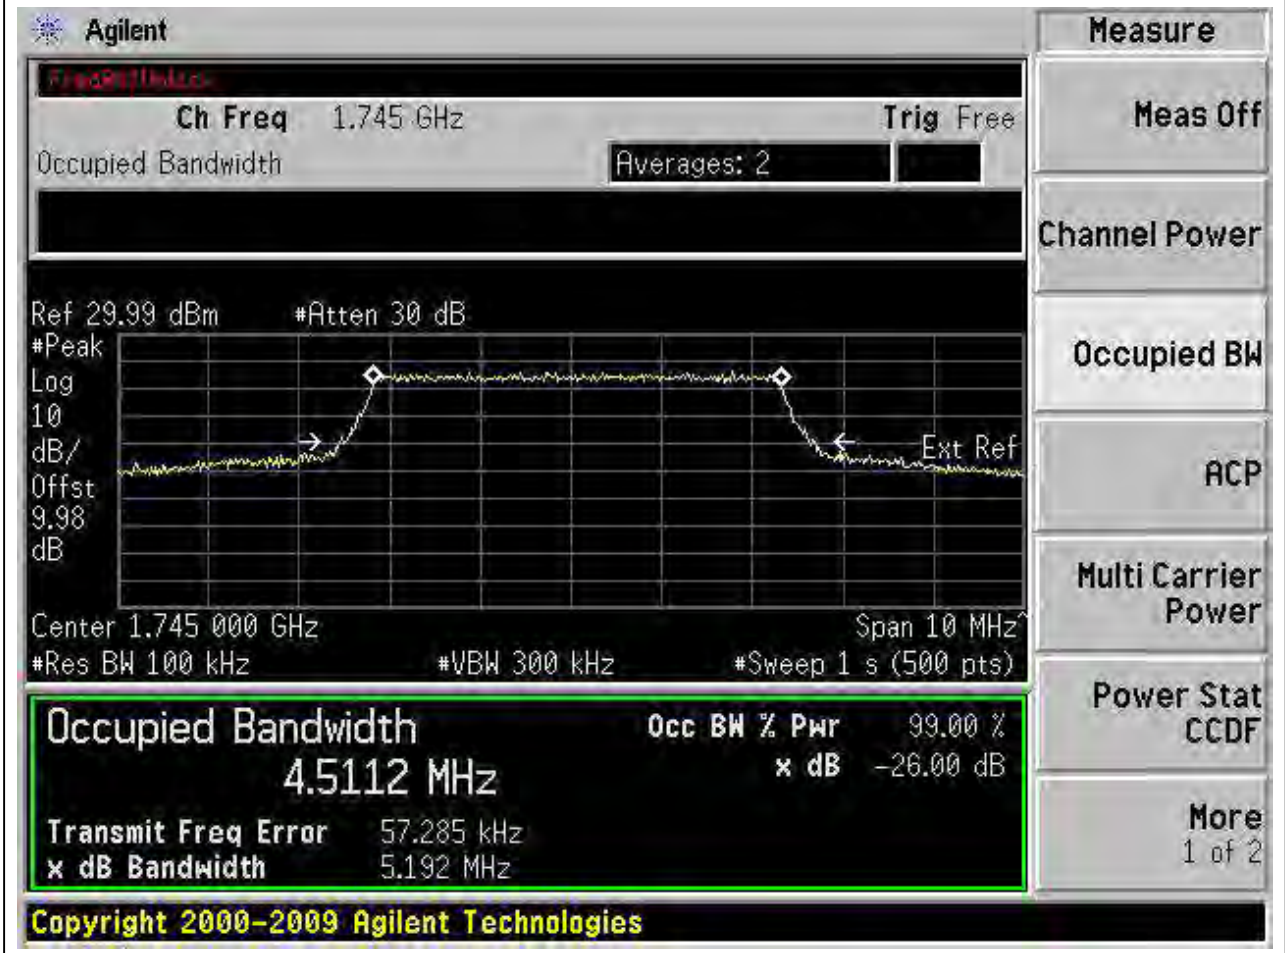 Agilent
Measure
Ch Freq 1.745 GHz Trig Free
Occupied Bandwidth Averages: 2
Ref 29.99 dBm #Atten 30 dB
#Peak
Log
10
dB/
Offst
9.98
dB
Ext Ref
Center 1.745 000 GHz Span 10 MHz^
#Res BW 100 kHz #VBW 300 kHz #Sweep 1 s (500 pts)
Occupied Bandwidth Occ BW % Pwr 99.00 %
4.5112 MHz x dB -26.00 dB
Transmit Freq Error 57.285 kHz
x dB Bandwidth 5.192 MHz
Meas Off
Channel Power
Occupied BW
ACP
Multi Carrier
Power
Power Stat
CCDF
More
1 of 2
Copyright 2000-2009 Agilent Technologies